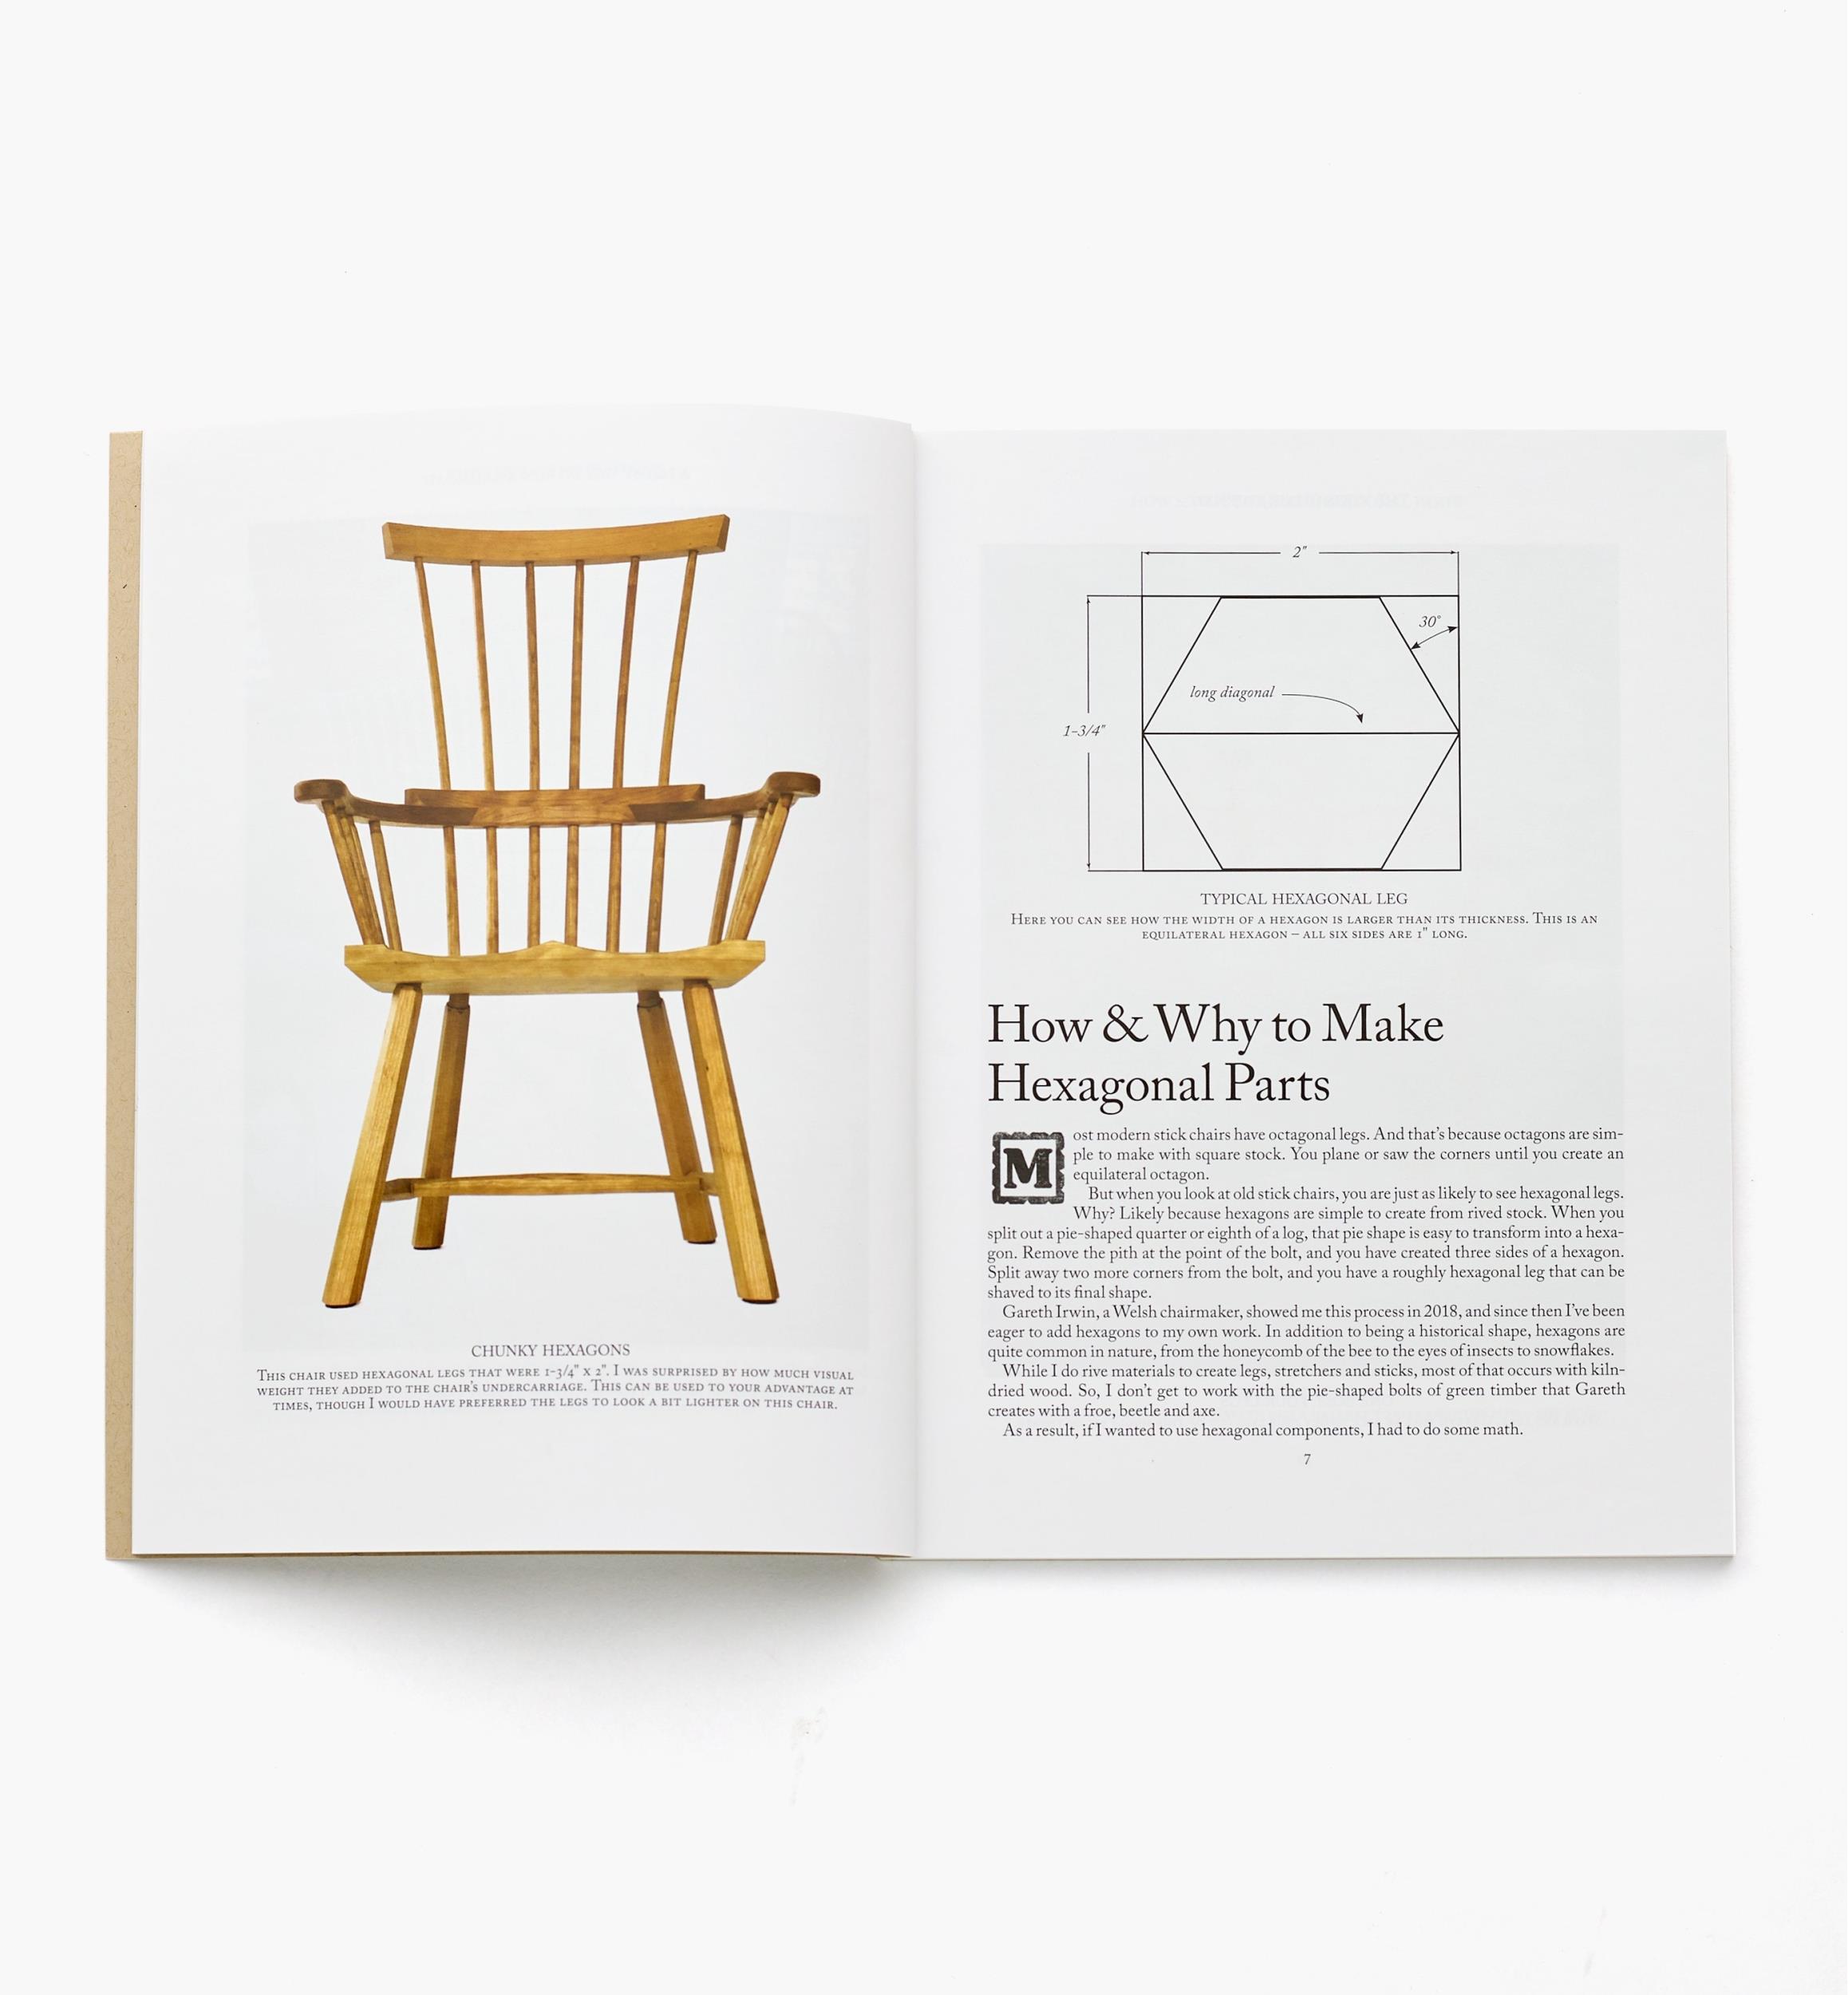 CHUNKY HEXAGONS
This chair used hexagonal legs that were 1-3/4" x 2". I was surprised by how much visual
weight they added to the chair's undercarriage. This can be used to your advantage at
times, though I would have preferred the legs to look a bit lighter on this chair.
2"
30°
long diagonal
1-3/4"
TYPICAL HEXAGONAL LEG
Here you can see how the width of a hexagon is larger than its thickness. This is an
equilateral hexagon – all six sides are 1" long.
How & Why to Make
Hexagonal Parts
Most modern stick chairs have octagonal legs. And that's because octagons are sim-
ple to make with square stock. You plane or saw the corners until you create an
equilateral octagon.
But when you look at old stick chairs, you are just as likely to see hexagonal legs.
Why? Likely because hexagons are simple to create from rived stock. When you
split out a pie-shaped quarter or eighth of a log, that pie shape is easy to transform into a hexa-
gon. Remove the pith at the point of the bolt, and you have created three sides of a hexagon.
Split away two more corners from the bolt, and you have a roughly hexagonal leg that can be
shaved to its final shape.
Gareth Irwin, a Welsh chairmaker, showed me this process in 2018, and since then I've been
eager to add hexagons to my own work. In addition to being a historical shape, hexagons are
quite common in nature, from the honeycomb of the bee to the eyes of insects to snowflakes.
While I do rive materials to create legs, stretchers and sticks, most of that occurs with kiln-
dried wood. So, I don't get to work with the pie-shaped bolts of green timber that Gareth
creates with a froe, beetle and axe.
As a result, if I wanted to use hexagonal components, I had to do some math.
7